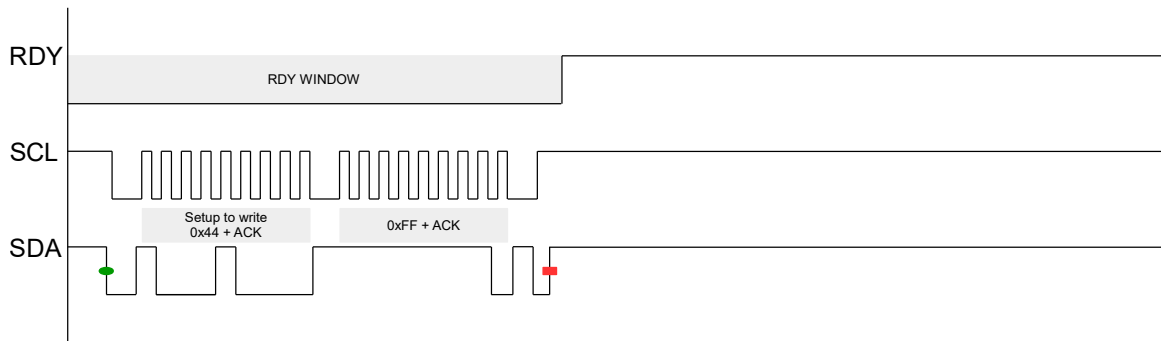 RDY
RDY WINDOW
SCL
Setup to write
0x44 + ACK
0xFF + ACK
SDA